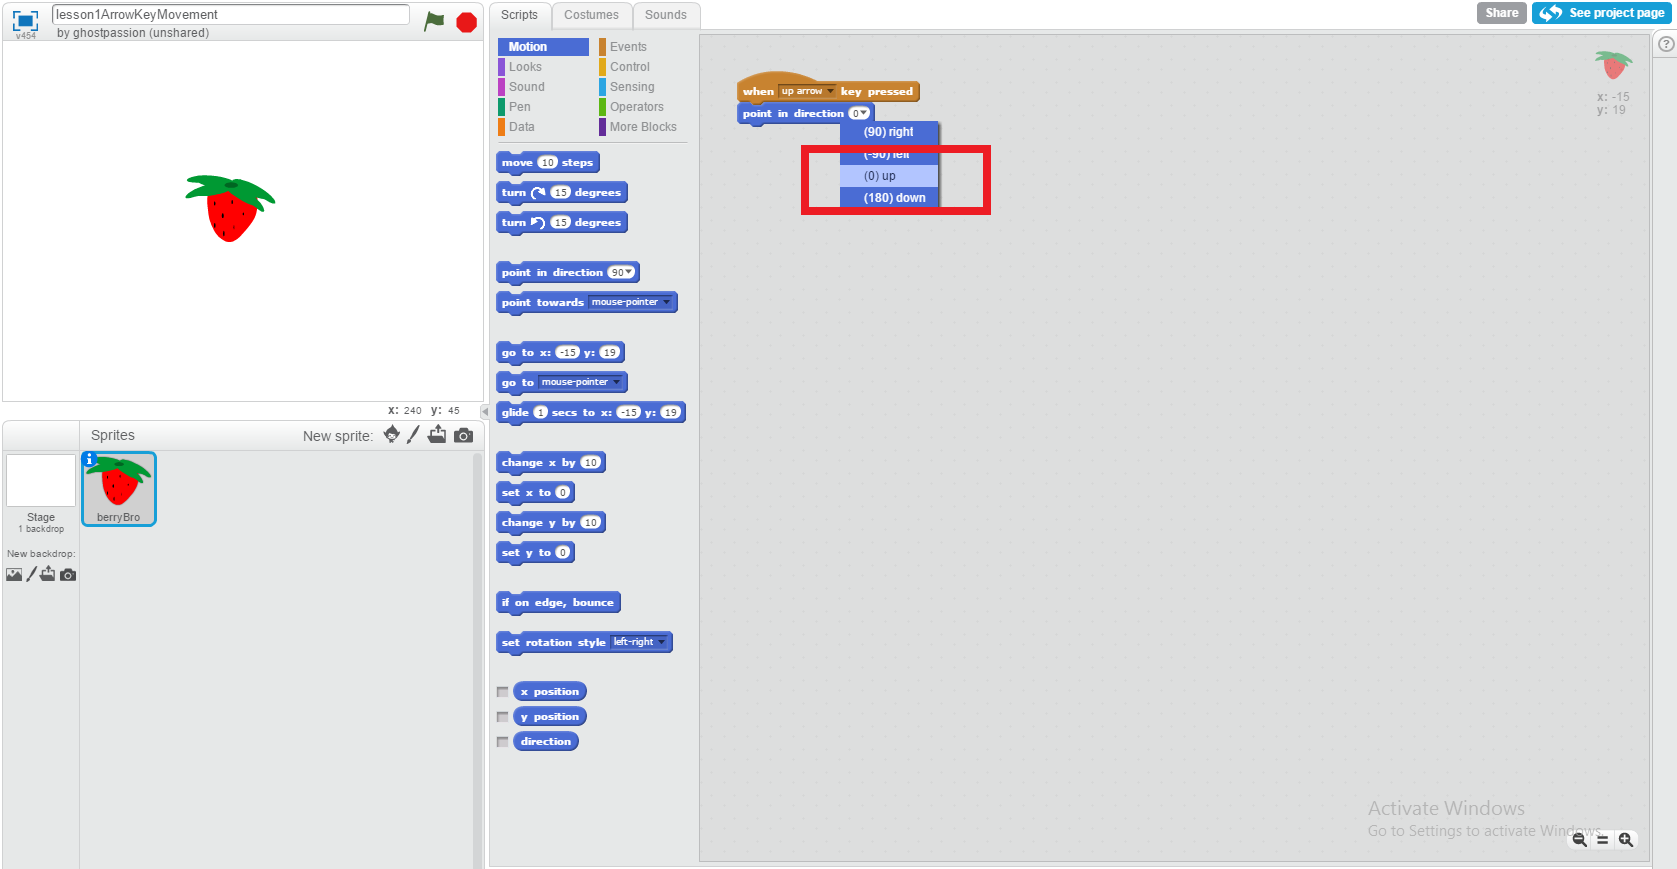 lesson1ArrowKeyMovement
by ghostpassion (unshared)
v454
Scripts
Costumes
Sounds
Share
See project page
Motion
Looks
Sound
Pen
Data
Events
Control
Sensing
Operators
More Blocks
move 10 steps
turn 15 degrees
turn 15 degrees
point in direction 90
point towards mouse-pointer
go to x: -15 y: 19
go to mouse-pointer
glide 1 secs to x: -15 y: 19
change x by 10
set x to 0
change y by 10
set y to 0
if on edge, bounce
set rotation style left-right
x position
y position
direction
when up arrow key pressed
point in direction 0
(90) right
(-90) left
(0) up
(180) down
x: -15
y: 19
?
x: 240 y: 45
Sprites
New sprite:
Stage
1 backdrop
New backdrop:
i
berryBro
Activate Windows
Go to Settings to activate Windows.